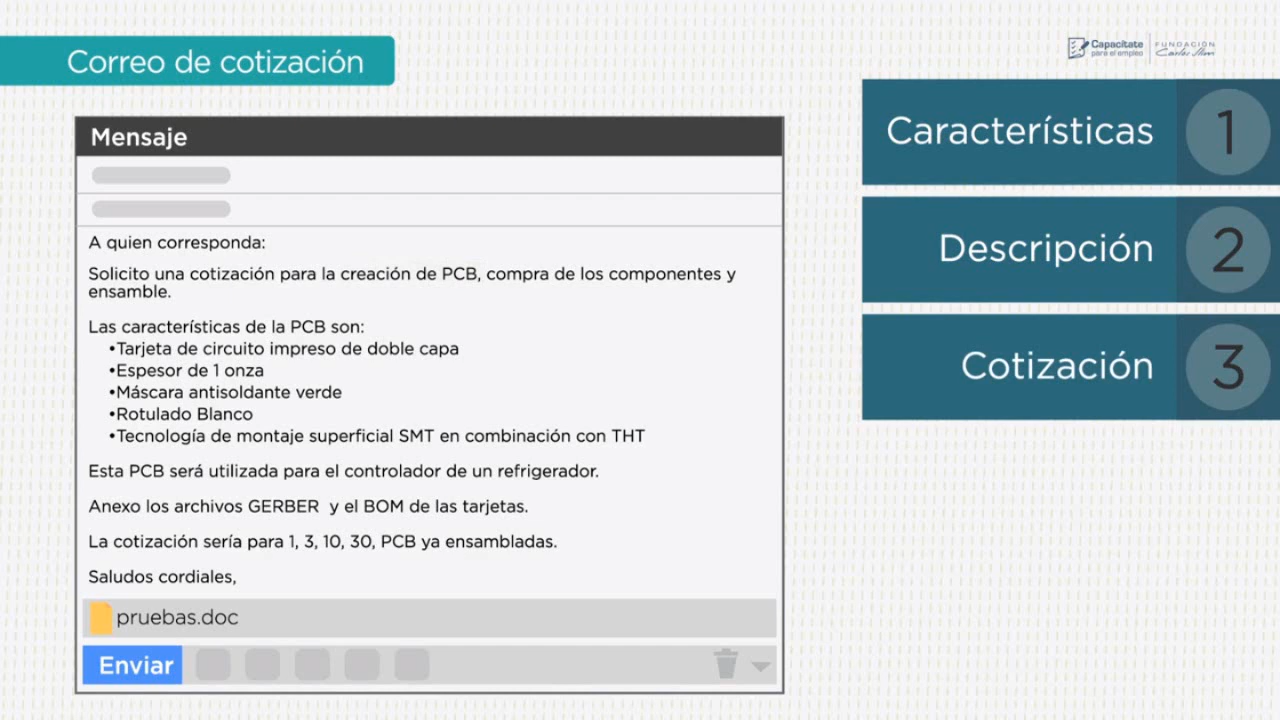 Correo de cotización
Capacítate
para el empleo
FUNDACIÓN
Carlos Slim
Mensaje
A quien corresponda:
Solicito una cotización para la creación de PCB, compra de los componentes y
ensamble.
Las características de la PCB son:
•Tarjeta de circuito impreso de doble capa
•Espesor de 1 onza
•Máscara antisoldante verde
•Rotulado Blanco
•Tecnología de montaje superficial SMT en combinación con THT
Esta PCB será utilizada para el controlador de un refrigerador.
Anexo los archivos GERBER  y el BOM de las tarjetas.
La cotización sería para 1, 3, 10, 30, PCB ya ensambladas.
Saludos cordiales,
pruebas.doc
Enviar
Características 1
Descripción 2
Cotización 3